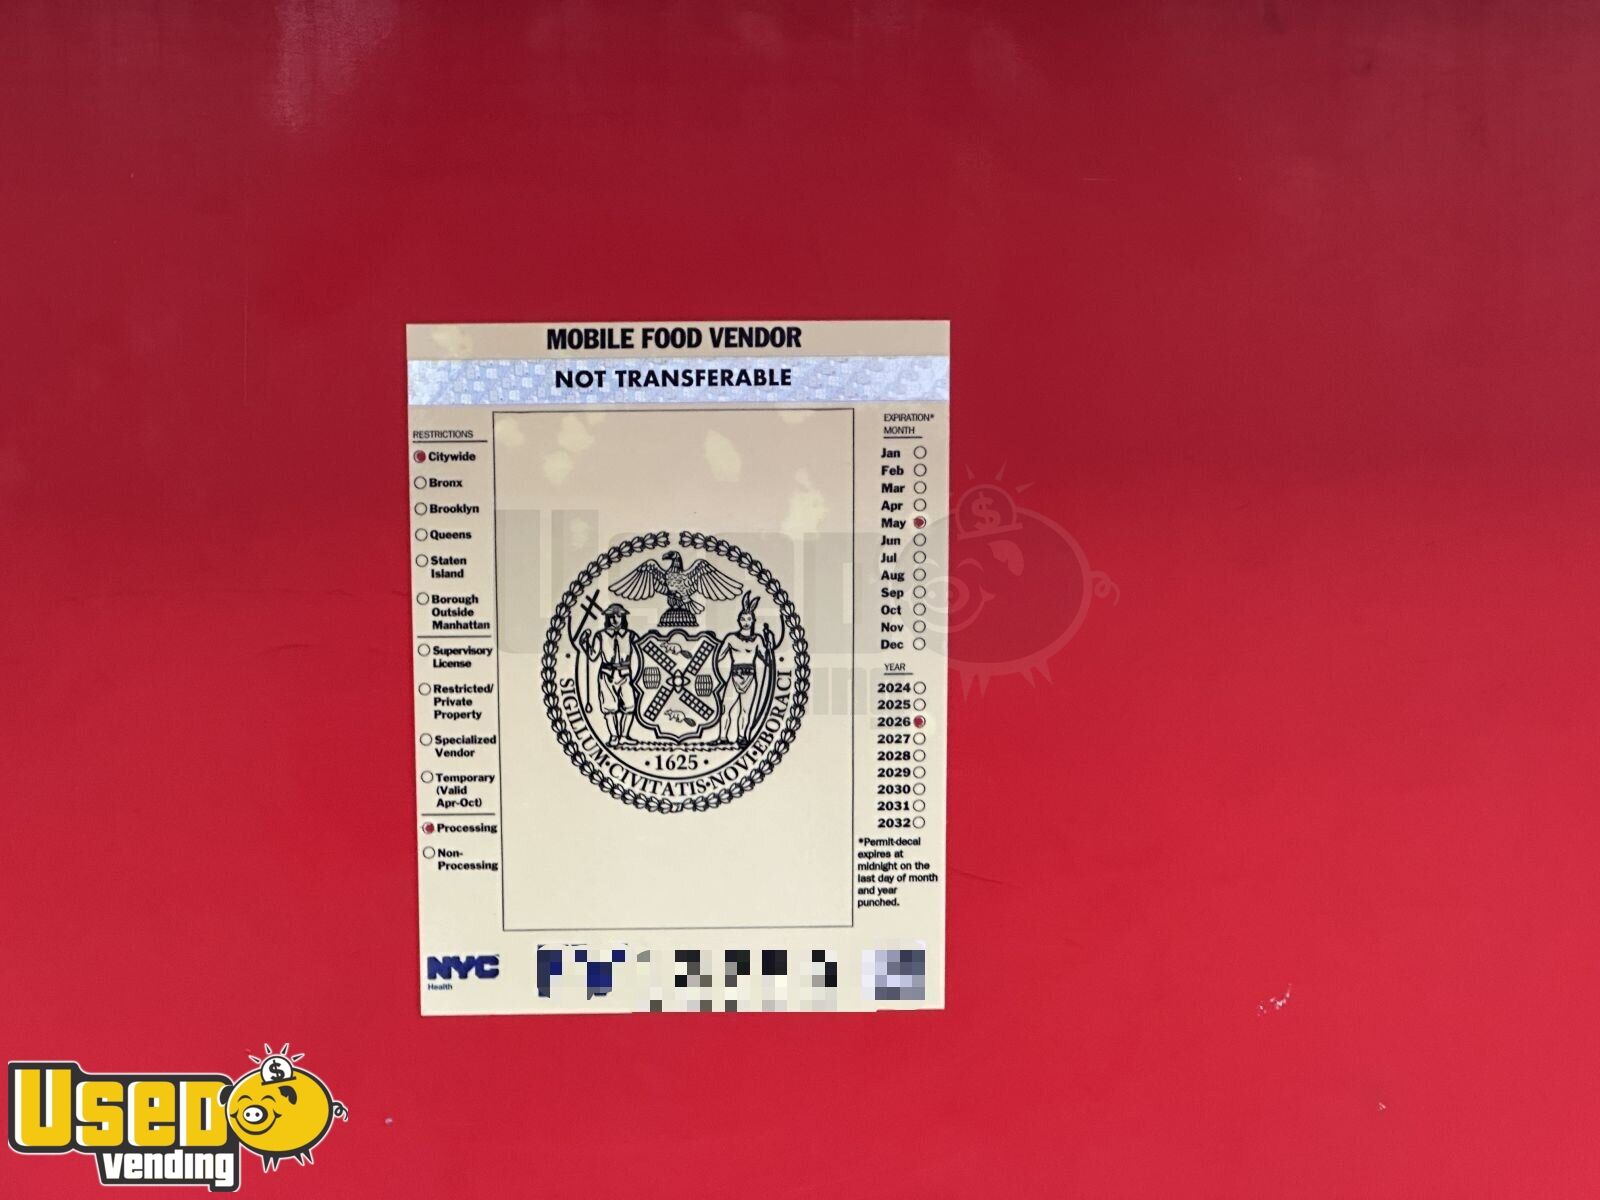 MOBILE FOOD VENDOR
NOT TRANSFERABLE
RESTRICTIONS
Citywide
Bronx
Brooklyn
Queens
Staten
Island
Borough
Outside
Manhattan
Supervisory
License
Restricted/
Private
Property
Specialized
Vendor
Temporary
(Valid
Apr-Oct)
Processing
Non-
Processing
SIGILLUM·CIVITATIS·NOVI·EBORACI
·1625·
EXPIRATION*
MONTH
Jan
Feb
Mar
Apr
May
Jun
Jul
Aug
Sep
Oct
Nov
Dec
YEAR
2024
2025
2026
2027
2028
2029
2030
2031
2032
*Permit-decal
expires at
midnight on the
last day of month
and year
punched.
NYC
Health
USED
vending
$